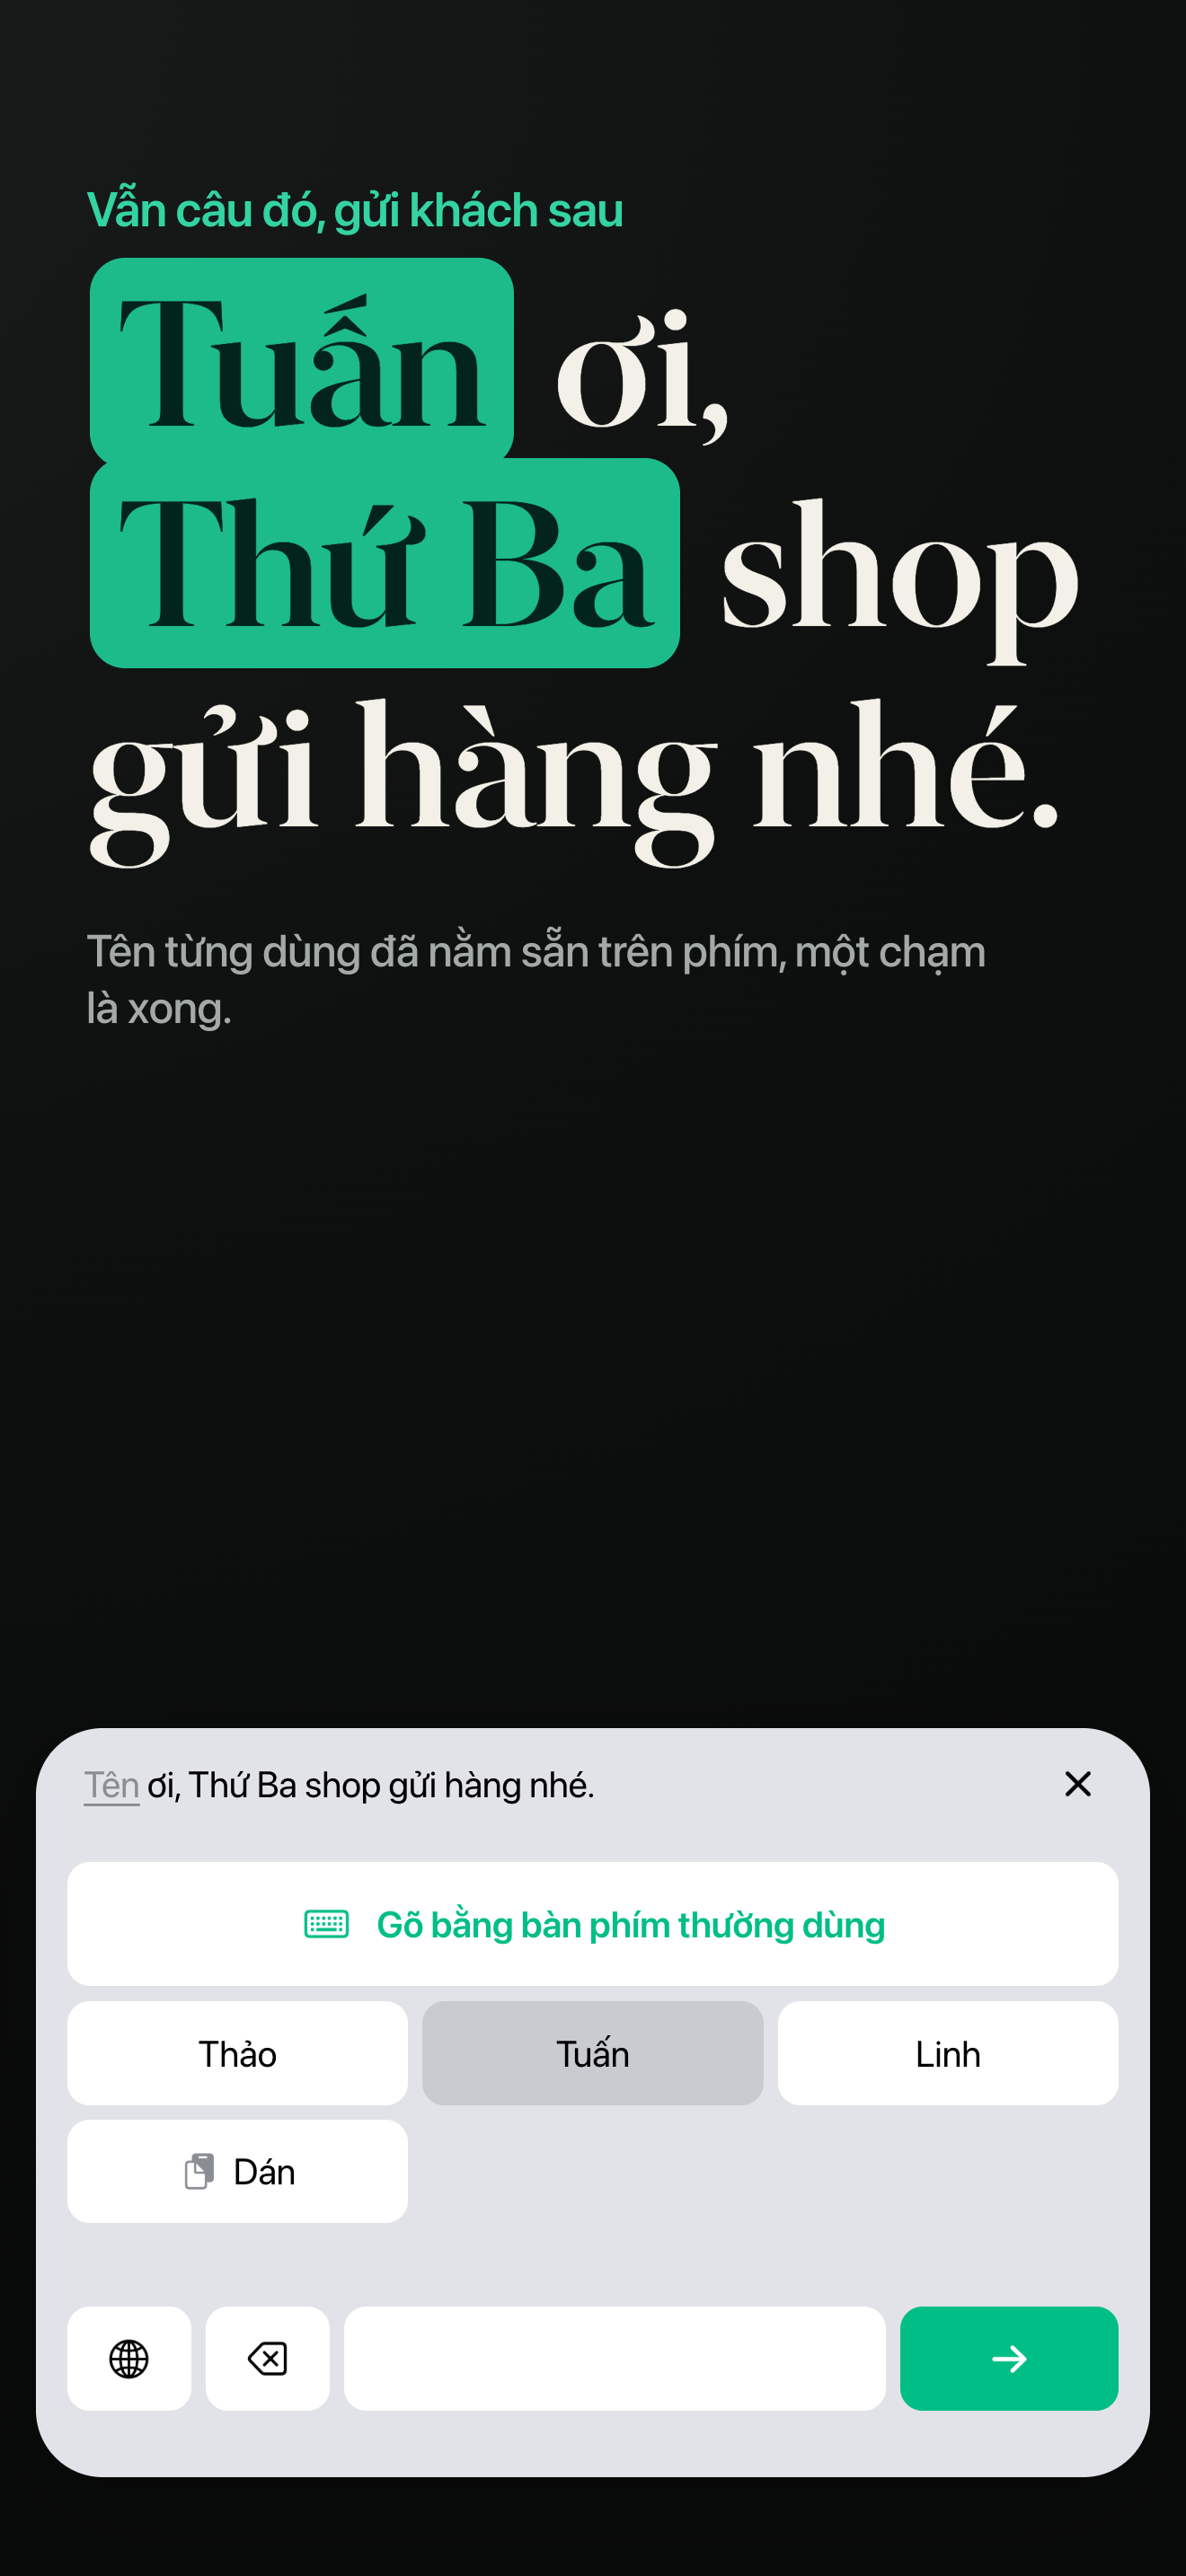 Vẫn câu đó, gửi khách sau
Tuấn ơi,
Thứ Ba shop
gửi hàng nhé.
Tên từng dùng đã nằm sẵn trên phím, một chạm
là xong.
Tên ơi, Thứ Ba shop gửi hàng nhé.
Gõ bằng bàn phím thường dùng
Thảo
Tuấn
Linh
Dán